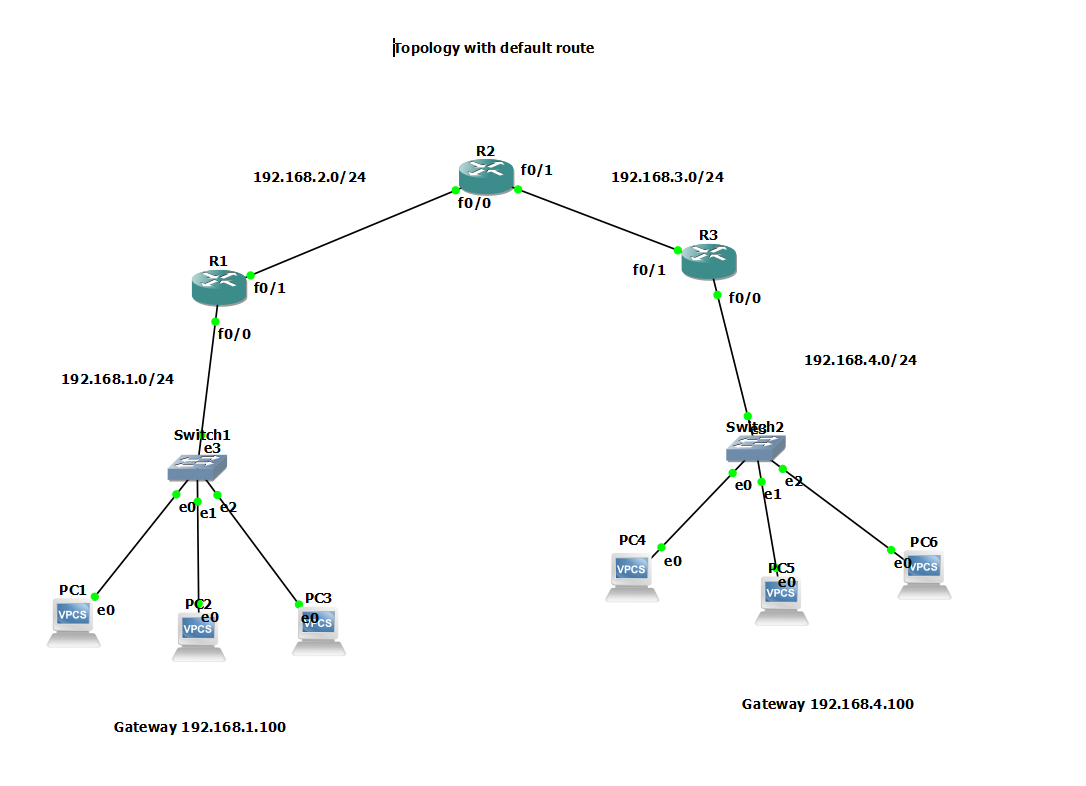 Topology with default route
R2
f0/1
192.168.2.0/24
192.168.3.0/24
f0/0
R3
R1
f0/1
f0/1
f0/0
f0/0
192.168.4.0/24
192.168.1.0/24
Switch1
e3
Switch2
e3
e0
e1
e2
e0
e1
e2
PC4
e0
PC6
e0
VPCS
VPCS
PC5
e0
VPCS
PC1
e0
VPCS
PC2
e0
VPCS
PC3
e0
VPCS
Gateway 192.168.4.100
Gateway 192.168.1.100